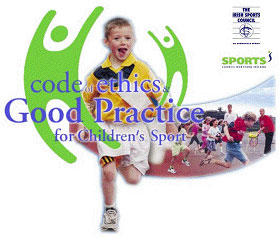 THE
IRISH SPORTS
COUNCIL
SPORTS
code of ethics &
Good Practice
for Children's Sport